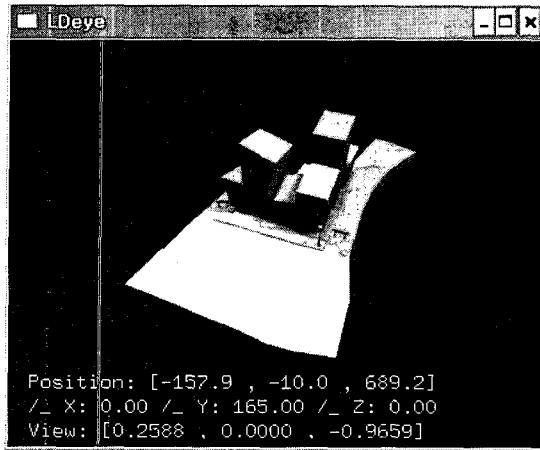 LDeye
Position: [-157.9 , -10.0 , 689.2]
/_ X: 0.00 /_ Y: 165.00 /_ Z: 0.00
View: [0.2588 , 0.0000 , -0.9659]